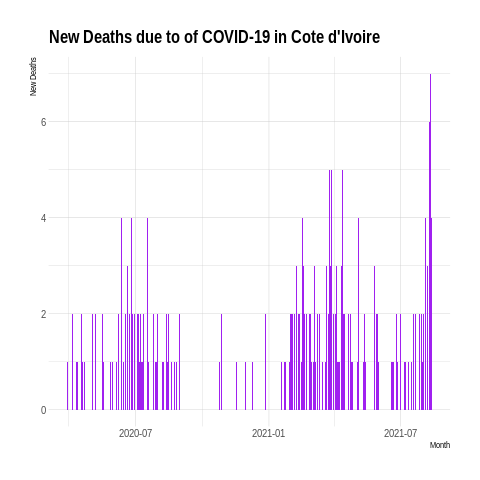 New Deaths due to of COVID-19 in Cote d'Ivoire
New Deaths
6
4
2
0
2020-07
2021-01
2021-07
Month